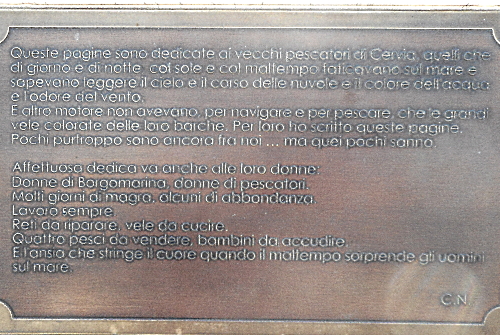 Queste pagine sono dedicate ai vecchi pescatori di Cervia, quelli che
di giorno e di notte, col sole e col maltempo faticavano sul mare e
sapevano leggere il cielo e il corso delle nuvole e il colore dell'acqua
e l'odore del vento.
E altro motore non avevano, per navigare e per pescare, che le grandi
vele colorate delle loro barche. Per loro ho scritto queste pagine.
Pochi purtroppo sono ancora fra noi ... ma quei pochi sanno.
Affettuosa dedica va anche alle loro donne:
Donne di Borgomarina, donne di pescatori.
Molti giorni di magra, alcuni di abbondanza.
Lavoro sempre.
Reti da riparare, vele da cucire.
Quattro pesci da vendere, bambini da accudire.
E l'ansia che stringe il cuore quando il maltempo sorprende gli uomini
sul mare.
C.N.